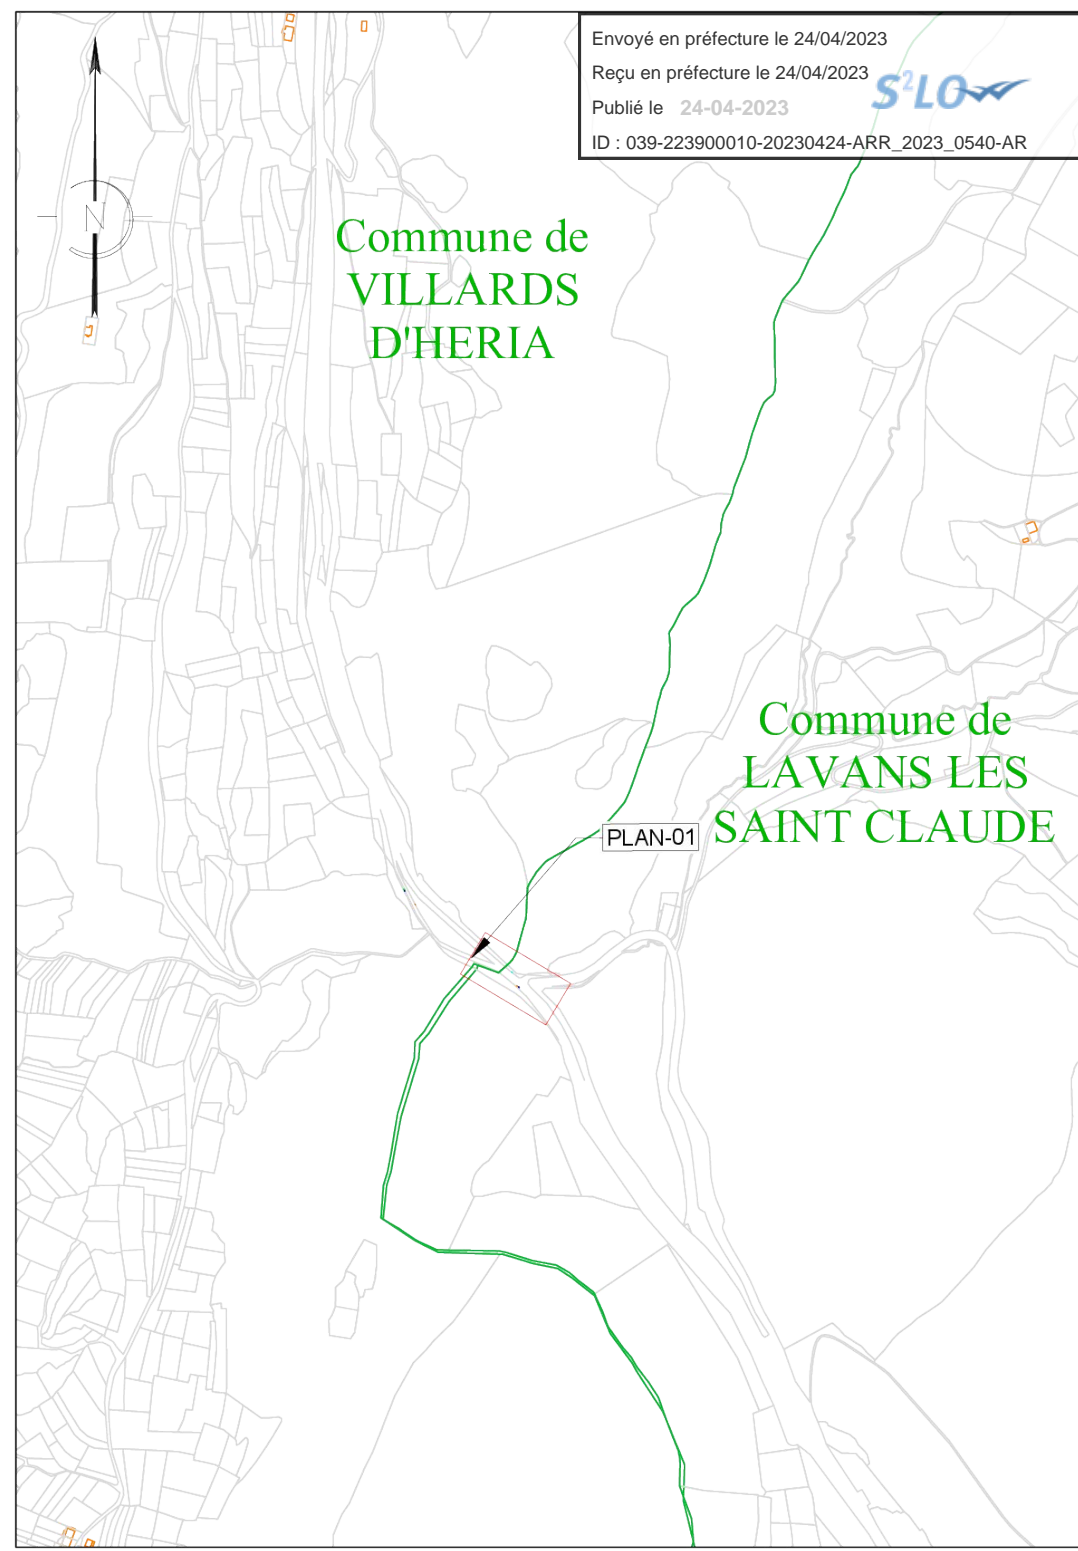 Envoyé en préfecture le 24/04/2023
Reçu en préfecture le 24/04/2023
Publié le 24-04-2023
S²LO
ID : 039-223900010-20230424-ARR_2023_0540-AR
N
Commune de
VILLARDS
D'HERIA
Commune de
LAVANS LES
SAINT CLAUDE
PLAN-01